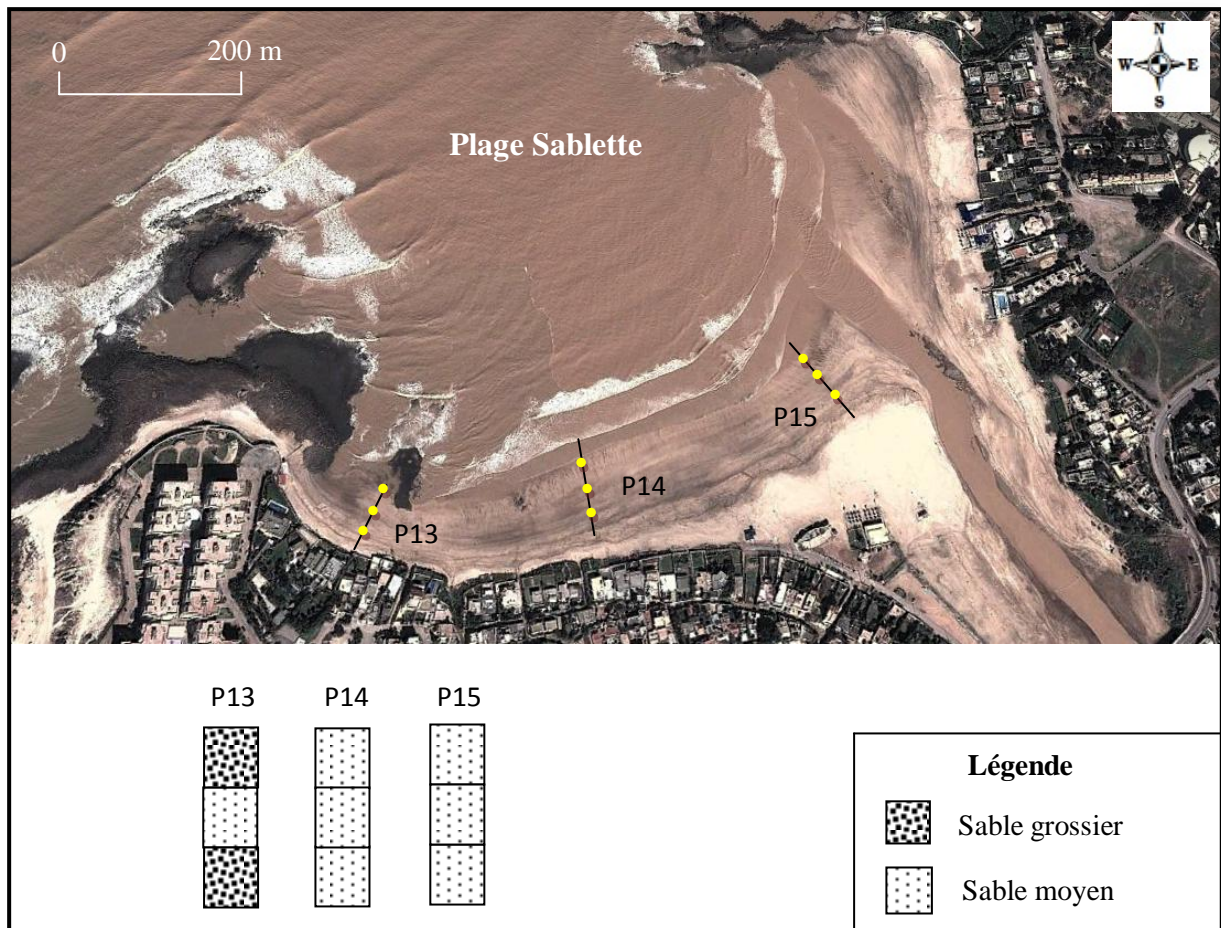 0 200 m
N
W E
S
Plage Sablette
P15
P14
P13
P13 P14 P15
Légende
Sable grossier
Sable moyen